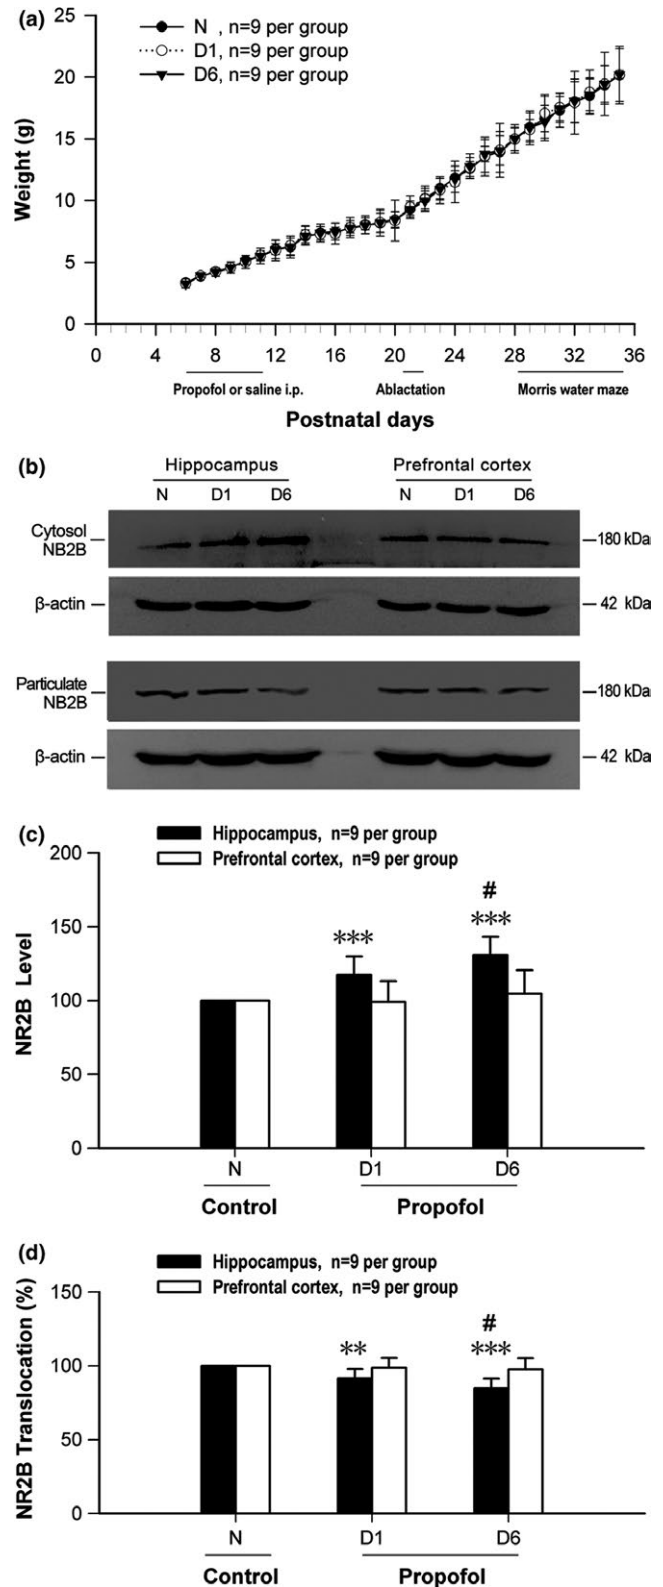 (a)
N , n=9 per group
D1, n=9 per group
D6, n=9 per group
Weight (g)
25
20
15
10
5
0
0 4 8 12 16 20 24 28 32 36
Propofol or saline i.p. Ablactation Morris water maze
Postnatal days
(b)
Hippocampus Prefrontal cortex
N D1 D6 N D1 D6
Cytosol
NB2B
180 kDa
β-actin 42 kDa
Particulate
NB2B
180 kDa
β-actin 42 kDa
(c)
Hippocampus, n=9 per group
Prefrontal cortex, n=9 per group
NR2B Level
200
150
100
50
0
#
*** ***
N D1 D6
Control Propofol
(d)
Hippocampus, n=9 per group
Prefrontal cortex, n=9 per group
NR2B Translocation (%)
150
100
50
0
#
** ***
N D1 D6
Control Propofol